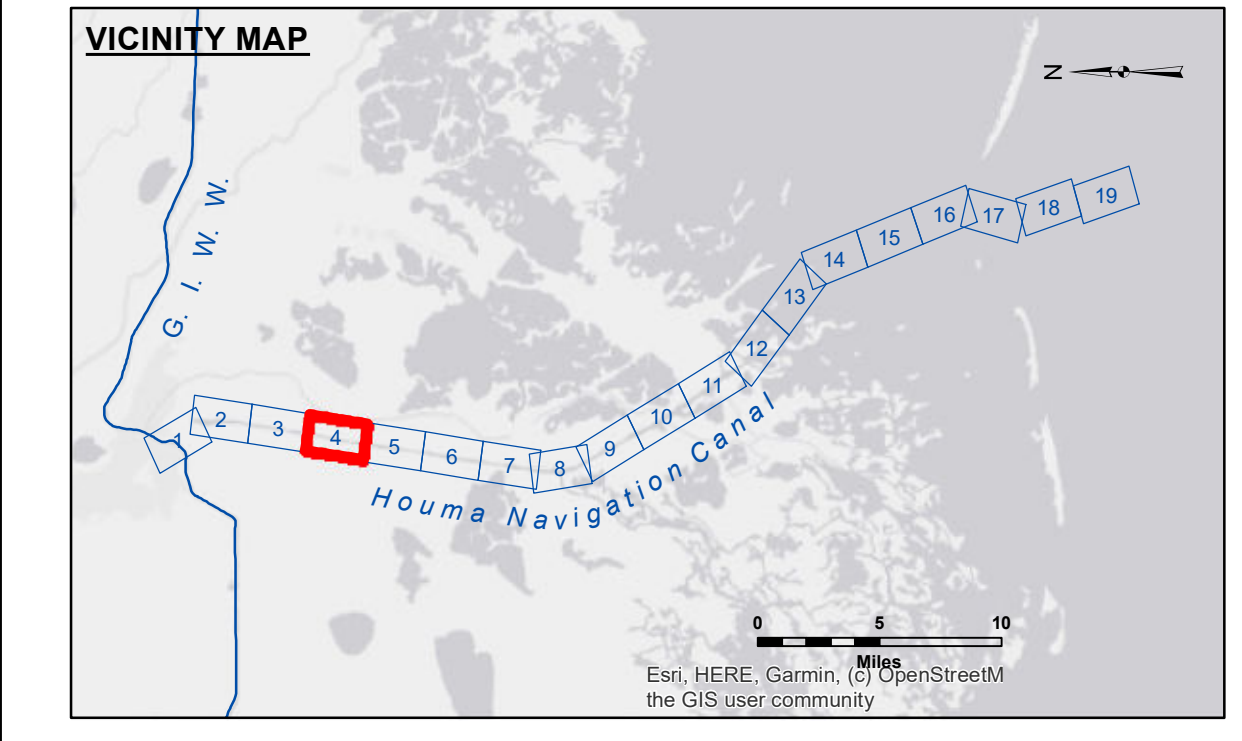 VICINITY MAP
N
G. I. W. W.
1
2
3
4
5
6
7
8
9
10
11
12
13
14
15
16
17
18
19
Houma Navigation Canal
0 5 10
Miles
Esri, HERE, Garmin, (c) OpenStreetM
the GIS user community